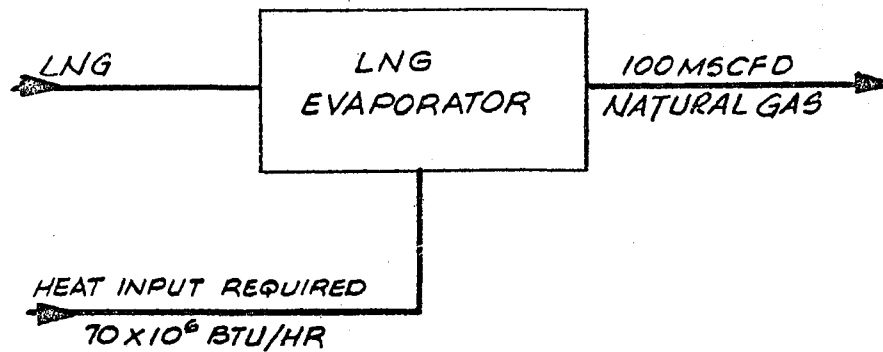 LNG
LNG
EVAPORATOR
100 MSCFD
NATURAL GAS
HEAT INPUT REQUIRED
70 X 10⁶ BTU/HR